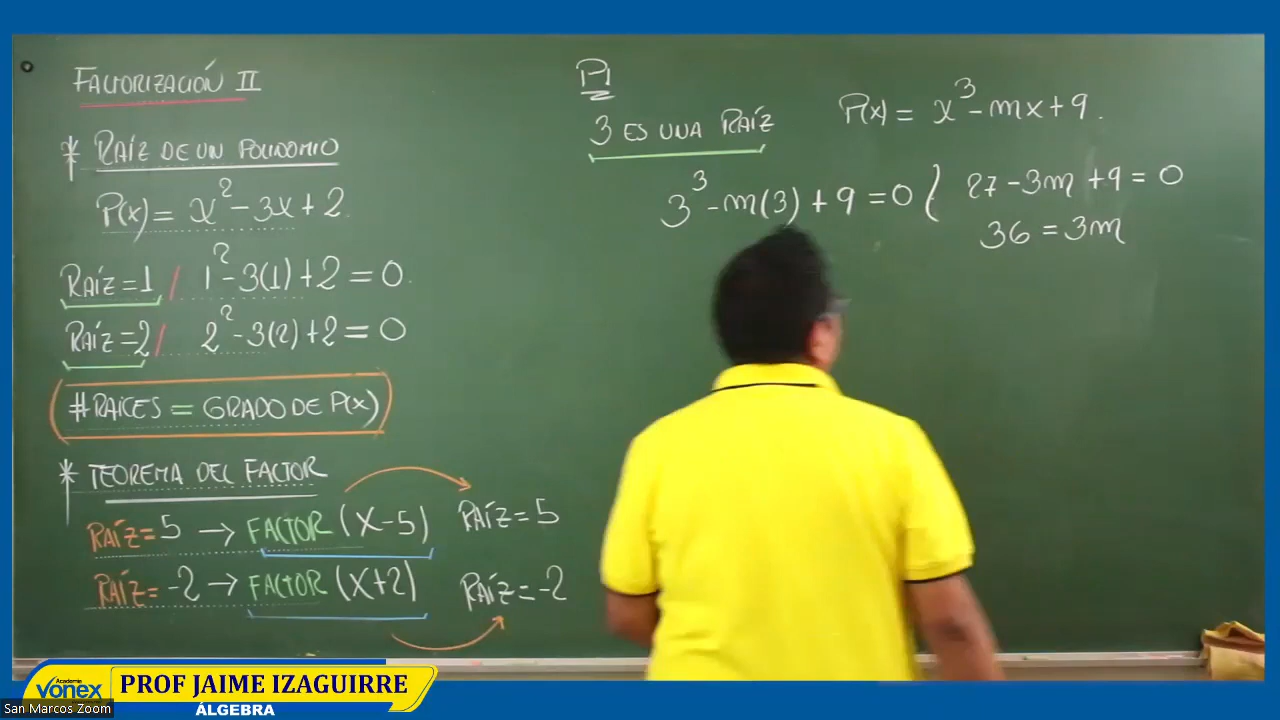 FACTORIZACIÓN II
* RAÍZ DE UN POLINOMIO
P(x) = x² - 3x + 2.
RAÍZ = 1 / 1² - 3(1) + 2 = 0.
RAÍZ = 2 / 2² - 3(2) + 2 = 0
#RAICES = GRADO DE P(x)
* TEOREMA DEL FACTOR
RAÍZ = 5 → FACTOR (x-5) RAÍZ = 5
RAÍZ = -2 → FACTOR (x+2) RAÍZ = -2
P1
3 ES UNA RAÍZ P(x) = x³ - mx + 9.
3³ - m(3) + 9 = 0 { 27 - 3m + 9 = 0
36 = 3m
Academia
VONEX
PROF JAIME IZAGUIRRE
ÁLGEBRA
San Marcos Zoom